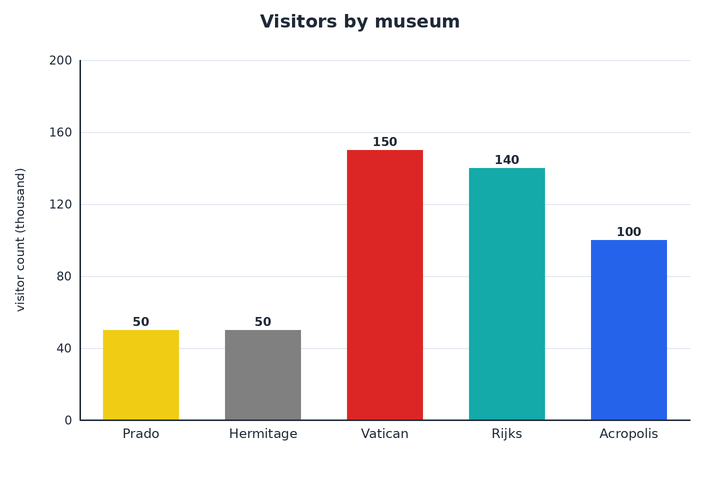 Visitors by museum
visitor count (thousand)
200
160
120
80
40
0
50
50
150
140
100
Prado
Hermitage
Vatican
Rijks
Acropolis